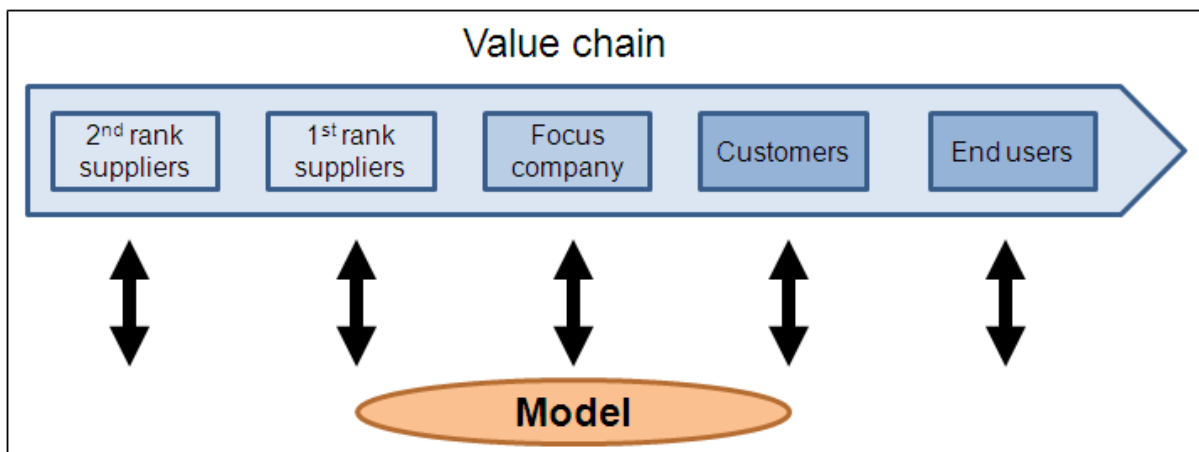 Value chain
2nd rank
suppliers
1st rank
suppliers
Focus
company
Customers
End users
Model